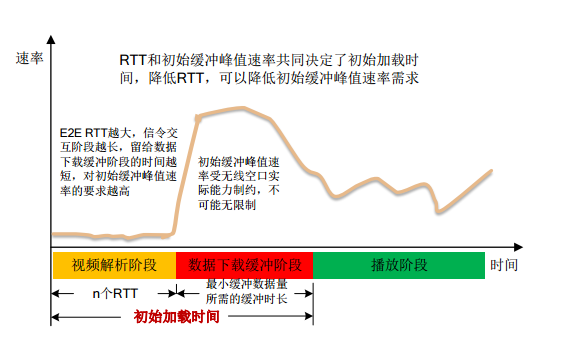 速率
RTT和初始缓冲峰值速率共同决定了初始加载时
间，降低RTT，可以降低初始缓冲峰值速率需求
E2E RTT越大，信令交
互阶段越长，留给数据
下载缓冲阶段的时间越
短，对初始缓冲峰值速
率的要求越高
初始缓冲峰值速
率受无线空口实
际能力制约，不
可能无限制
视频解析阶段
数据下载缓冲阶段
播放阶段
时间
n个RTT
最小缓冲数据量
所需的缓冲时长
初始加载时间